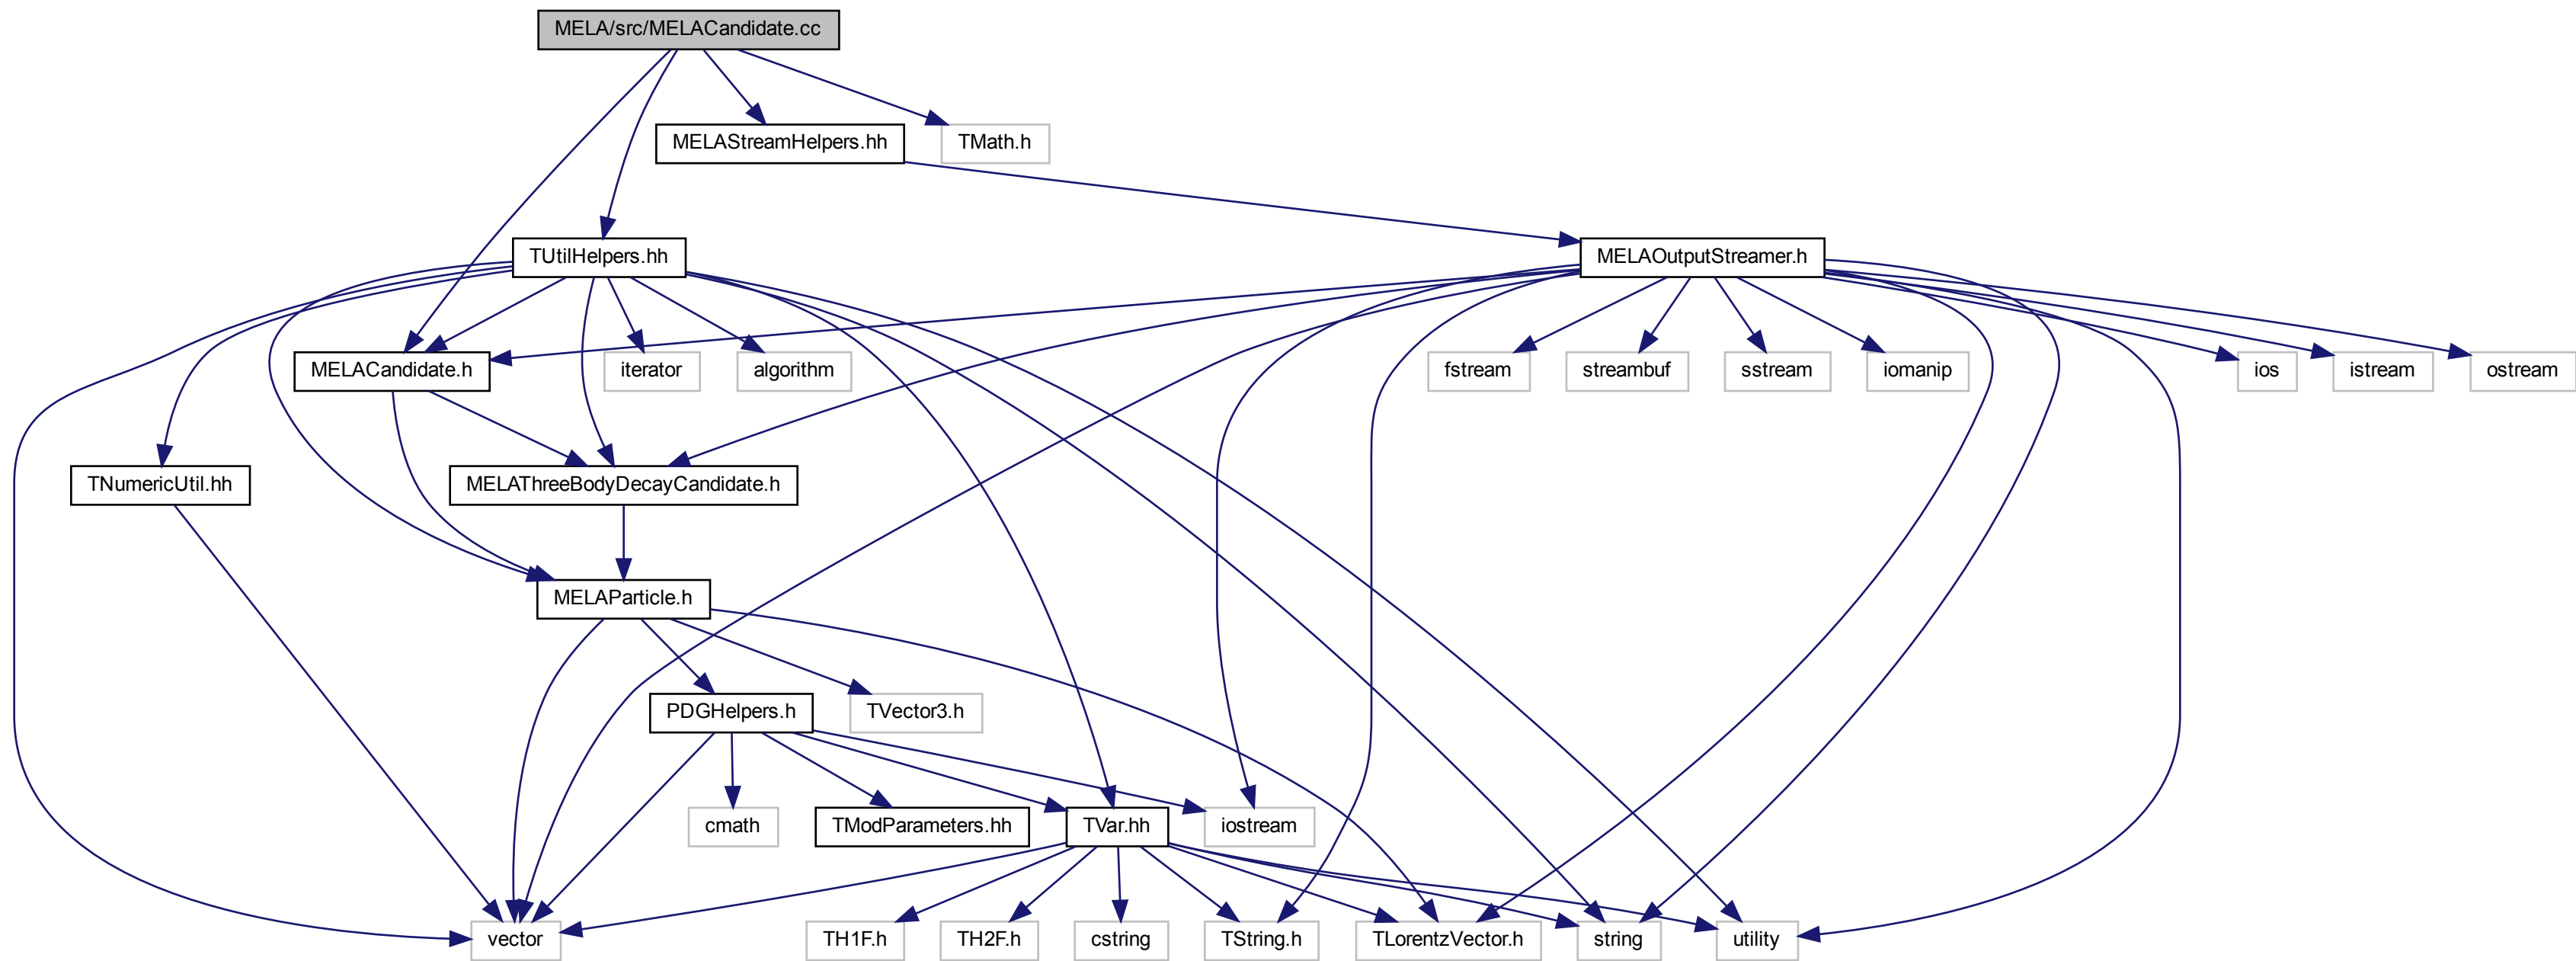 MELA/src/MELACandidate.cc
MELAStreamHelpers.hh
TMath.h
TUtilHelpers.hh
MELAOutputStreamer.h
MELACandidate.h
iterator
algorithm
fstream
streambuf
sstream
iomanip
ios
istream
ostream
TNumericUtil.hh
MELAThreeBodyDecayCandidate.h
MELAParticle.h
PDGHelpers.h
TVector3.h
cmath
TModParameters.hh
TVar.hh
iostream
vector
TH1F.h
TH2F.h
cstring
TString.h
TLorentzVector.h
string
utility